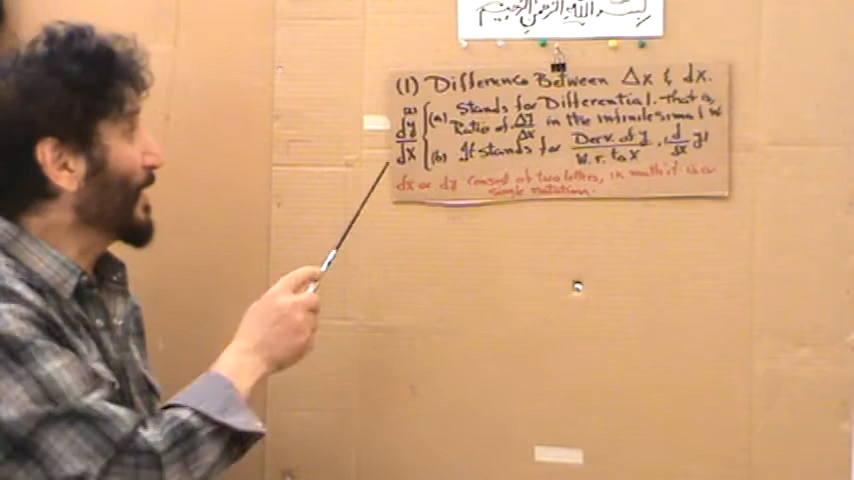 بسم الله الرحمن الرحيم
(1) Difference Between Δx & dx.
(2) dy/dx { (a) Stands for Differential. that is,
Ratio of Δy/Δx in the infinitesimal
(b) It stands for Derv. of y / w.r. to x , d/dx y
dx or dy consist of two letters, in math it is a
single notation.